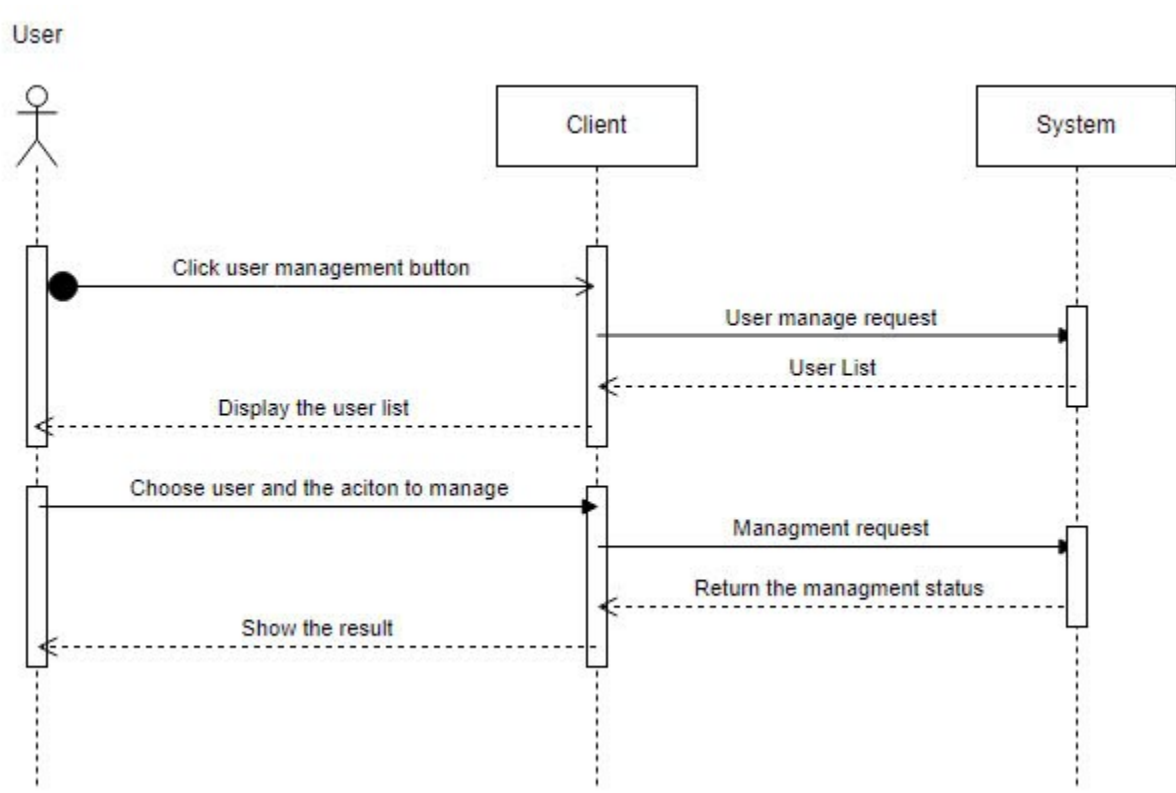 User
Client
System
Click user management button
User manage request
User List
Display the user list
Choose user and the aciton to manage
Managment request
Return the managment status
Show the result